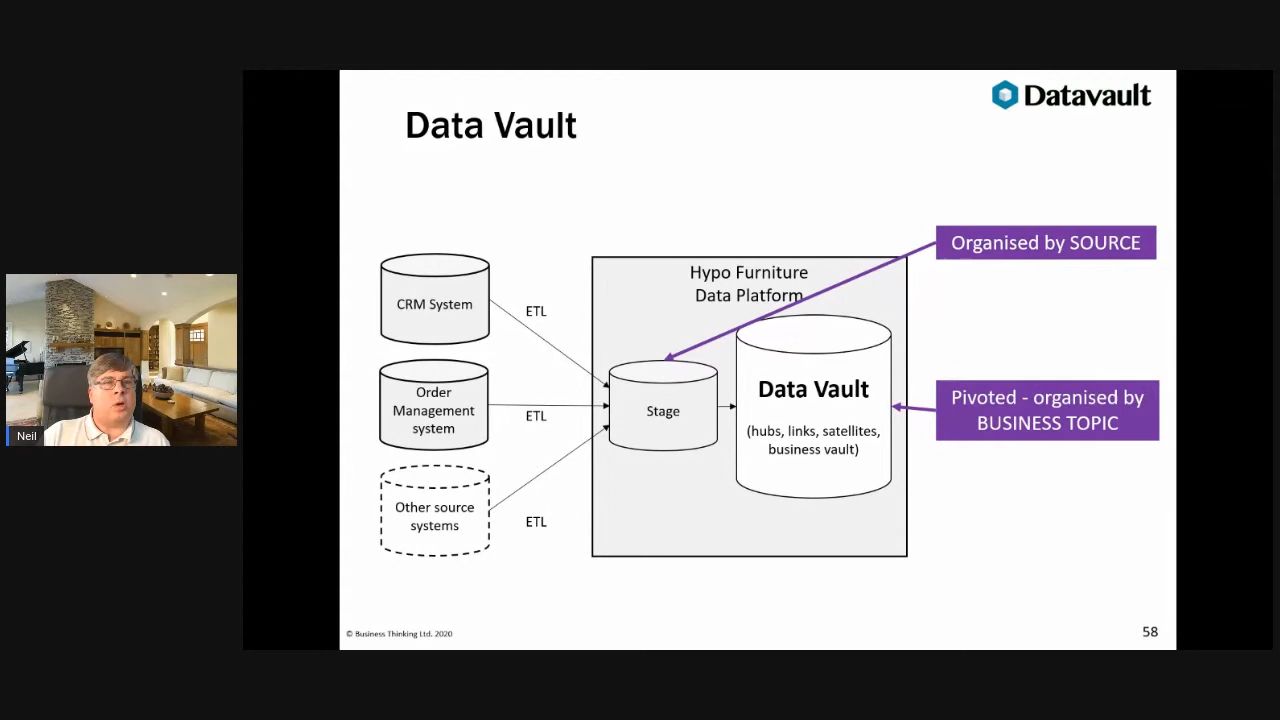 Datavault
Data Vault
Organised by SOURCE
Hypo Furniture
Data Platform
CRM System
ETL
Order
Management
system
ETL
Stage
Data Vault
(hubs, links, satellites,
business vault)
Pivoted - organised by
BUSINESS TOPIC
Other source
systems
ETL
Neil
© Business Thinking Ltd. 2020
58